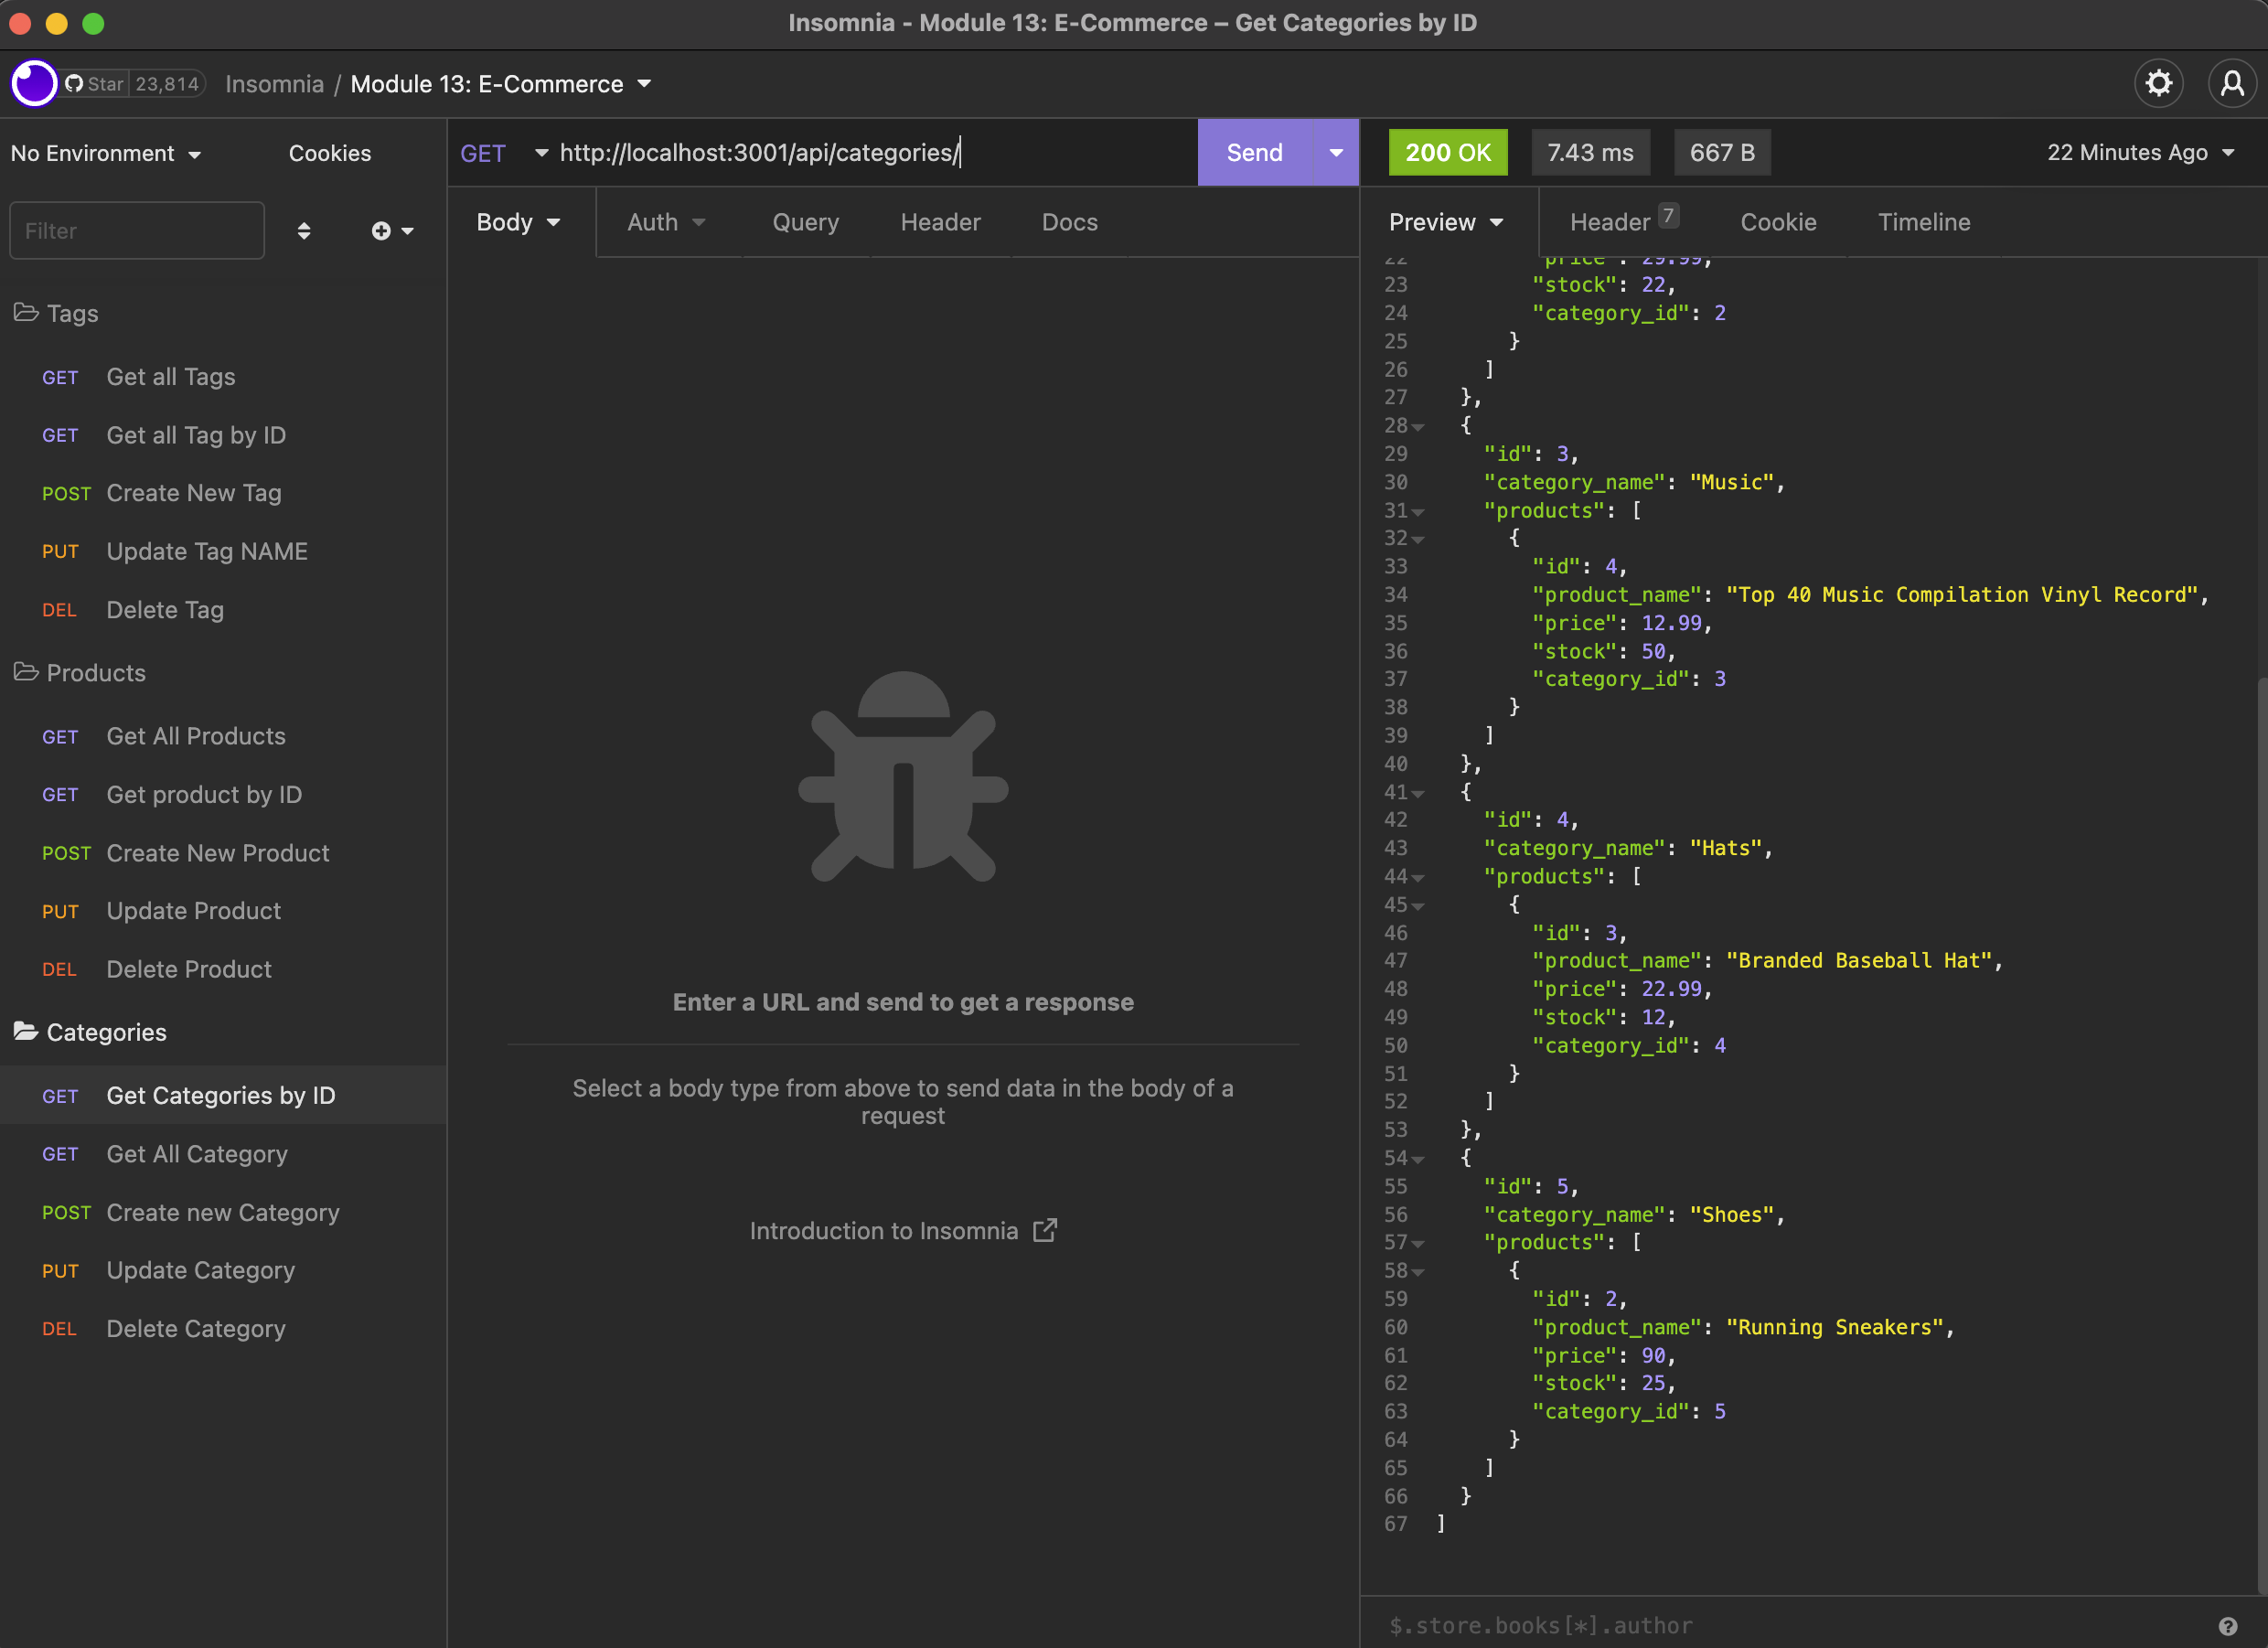 Insomnia - Module 13: E-Commerce – Get Categories by ID
Star 23,814 Insomnia / Module 13: E-Commerce
No Environment Cookies
Filter
Tags
GET Get all Tags
GET Get all Tag by ID
POST Create New Tag
PUT Update Tag NAME
DEL Delete Tag
Products
GET Get All Products
GET Get product by ID
POST Create New Product
PUT Update Product
DEL Delete Product
Categories
GET Get Categories by ID
GET Get All Category
POST Create new Category
PUT Update Category
DEL Delete Category
GET http://localhost:3001/api/categories/ Send
Body Auth Query Header Docs
Enter a URL and send to get a response
Select a body type from above to send data in the body of a
request
Introduction to Insomnia
200 OK 7.43 ms 667 B 22 Minutes Ago
Preview Header 7 Cookie Timeline
22 "price": 29.99,
23 "stock": 22,
24 "category_id": 2
25 }
26 ]
27 },
28 {
29 "id": 3,
30 "category_name": "Music",
31 "products": [
32 {
33 "id": 4,
34 "product_name": "Top 40 Music Compilation Vinyl Record",
35 "price": 12.99,
36 "stock": 50,
37 "category_id": 3
38 }
39 ]
40 },
41 {
42 "id": 4,
43 "category_name": "Hats",
44 "products": [
45 {
46 "id": 3,
47 "product_name": "Branded Baseball Hat",
48 "price": 22.99,
49 "stock": 12,
50 "category_id": 4
51 }
52 ]
53 },
54 {
55 "id": 5,
56 "category_name": "Shoes",
57 "products": [
58 {
59 "id": 2,
60 "product_name": "Running Sneakers",
61 "price": 90,
62 "stock": 25,
63 "category_id": 5
64 }
65 ]
66 }
67 ]
$.store.books[*].author